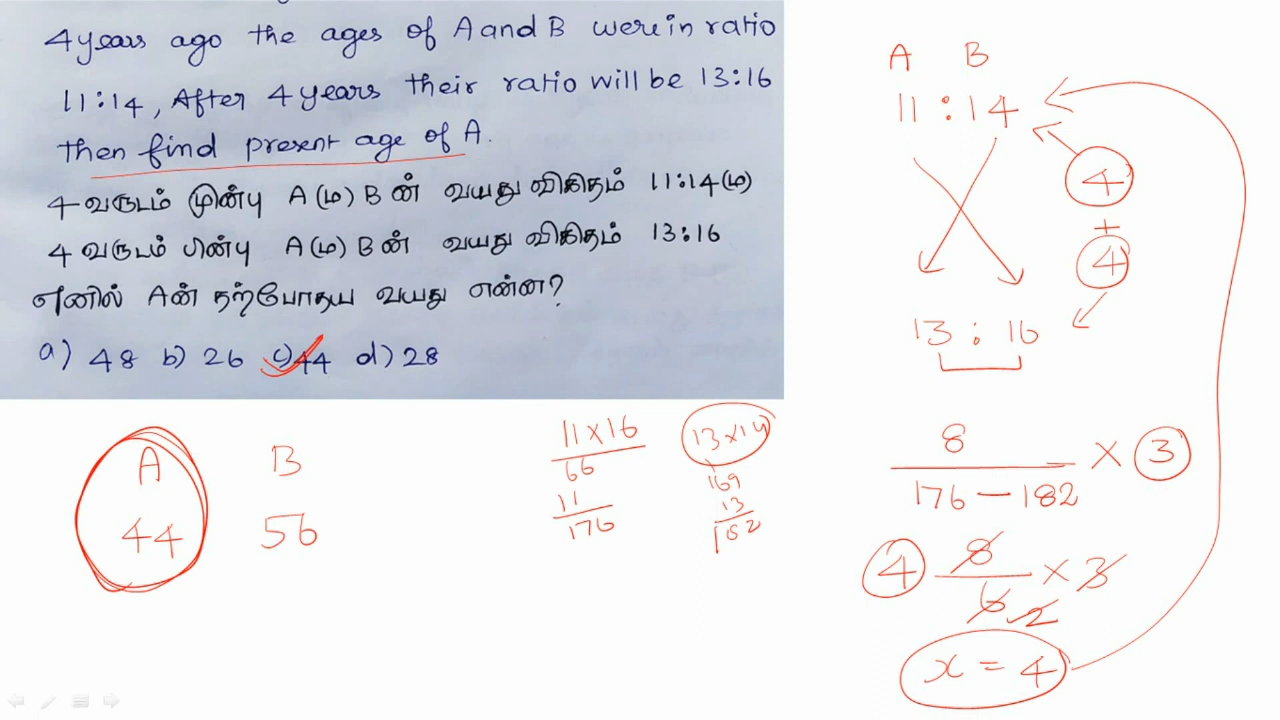 4 years ago the ages of A and B were in ratio
11:14, After 4 years their ratio will be 13:16
then find present age of A.
4 வருடம் முன்பு A (ம) B ன் வயது விகிதம் 11:14 (ம)
4 வருடம் பின்பு A (ம) B ன் வயது விகிதம் 13:16
எனில் A ன் தற்போதய வயது என்ன?
a) 48 b) 26 c) 44 d) 28
A B
11 : 14
4
+
4
13 : 16
8
176 - 182
× 3
4 8
6 2
× 3
x = 4
A B
44 56
11 × 16
66
11
176
13 × 14
169
13
182